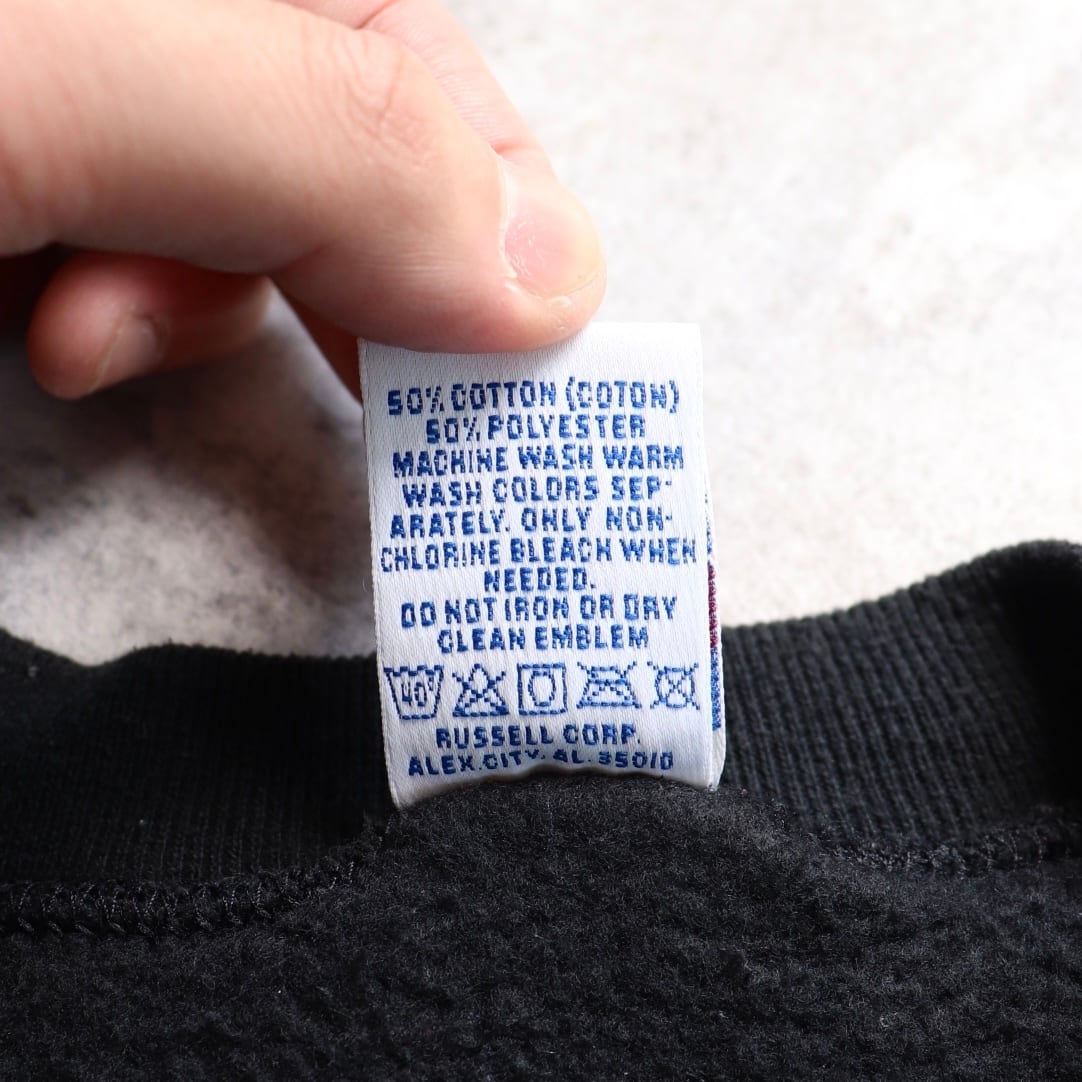 50% COTTON (COTON)
50% POLYESTER
MACHINE WASH WARM
WASH COLORS SEP-
ARATELY. ONLY NON-
CHLORINE BLEACH WHEN
NEEDED.
DO NOT IRON OR DRY
CLEAN EMBLEM
40°
RUSSELL CORP.
ALEX.CITY, AL. 35010